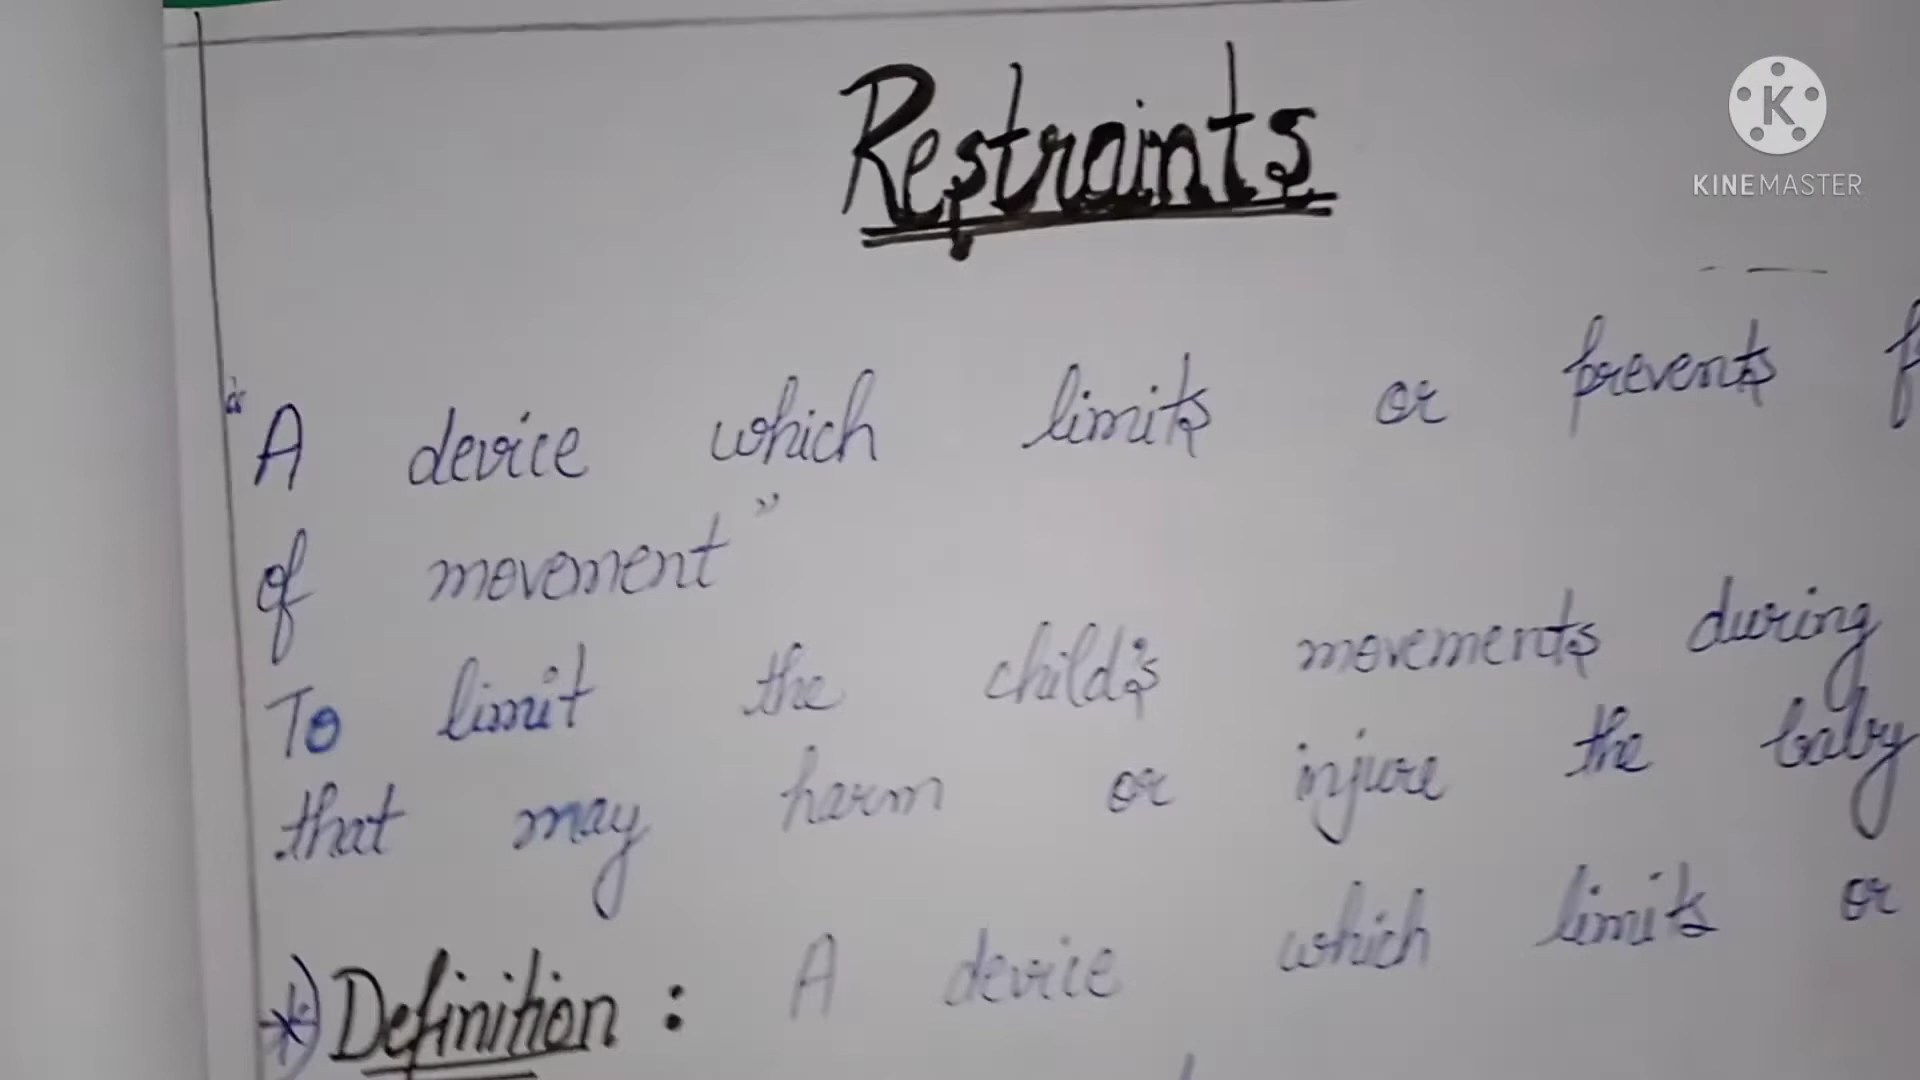 Restraints
KINEMASTER
"A device which limits or prevents
of movement"
To limit the child's movements during
that may harm or injure the baby
*) Definition : A device which limits or